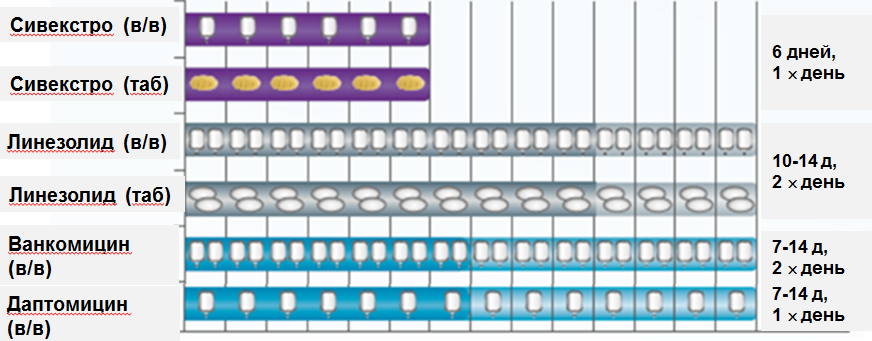 Сивекстро (в/в)
6 дней,
1 × день
Сивекстро (таб)
Линезолид (в/в)
10-14 д,
2 × день
Линезолид (таб)
Ванкомицин
(в/в)
7-14 д,
2 × день
Даптомицин
(в/в)
7-14 д,
1 × день